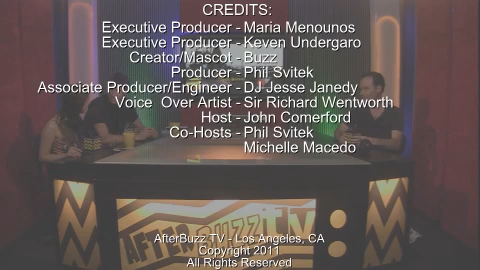 CREDITS:
Executive Producer - Maria Menounos
Executive Producer - Keven Undergaro
Creator/Mascot - Buzz
Producer - Phil Svitek
Associate Producer/Engineer - DJ Jesse Janedy
Voice Over Artist - Sir Richard Wentworth
Host - John Comerford
Co-Hosts - Phil Svitek
Michelle Macedo
AFTERBUZZ TV
AfterBuzz TV - Los Angeles, CA
Copyright 2011
All Rights Reserved